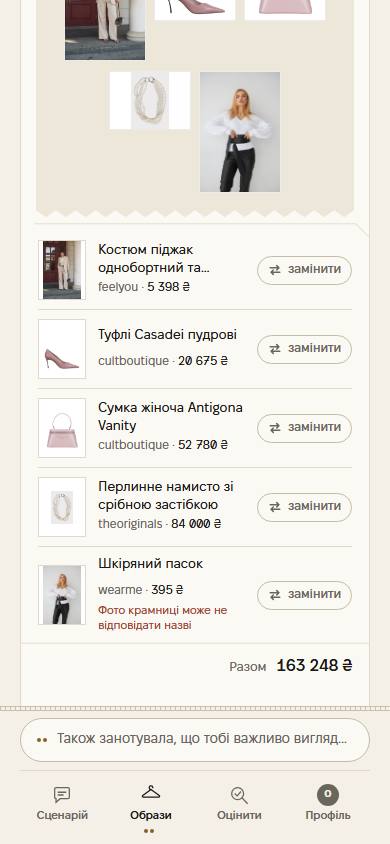 Костюм піджак
однобортний та...
feelyou · 5 398 ₴
замінити
Туфлі Casadei пудрові
cultboutique · 20 675 ₴
замінити
Сумка жіноча Antigona
Vanity
cultboutique · 52 780 ₴
замінити
Перлинне намисто зі
срібною застібкою
theoriginals · 84 000 ₴
замінити
Шкіряний пасок
wearme · 395 ₴
Фото крамниці може не
відповідати назві
замінити
Разом 163 248 ₴
Також занотувала, що тобі важливо вигляд...
Сценарій
Образи
Оцінити
0
Профіль